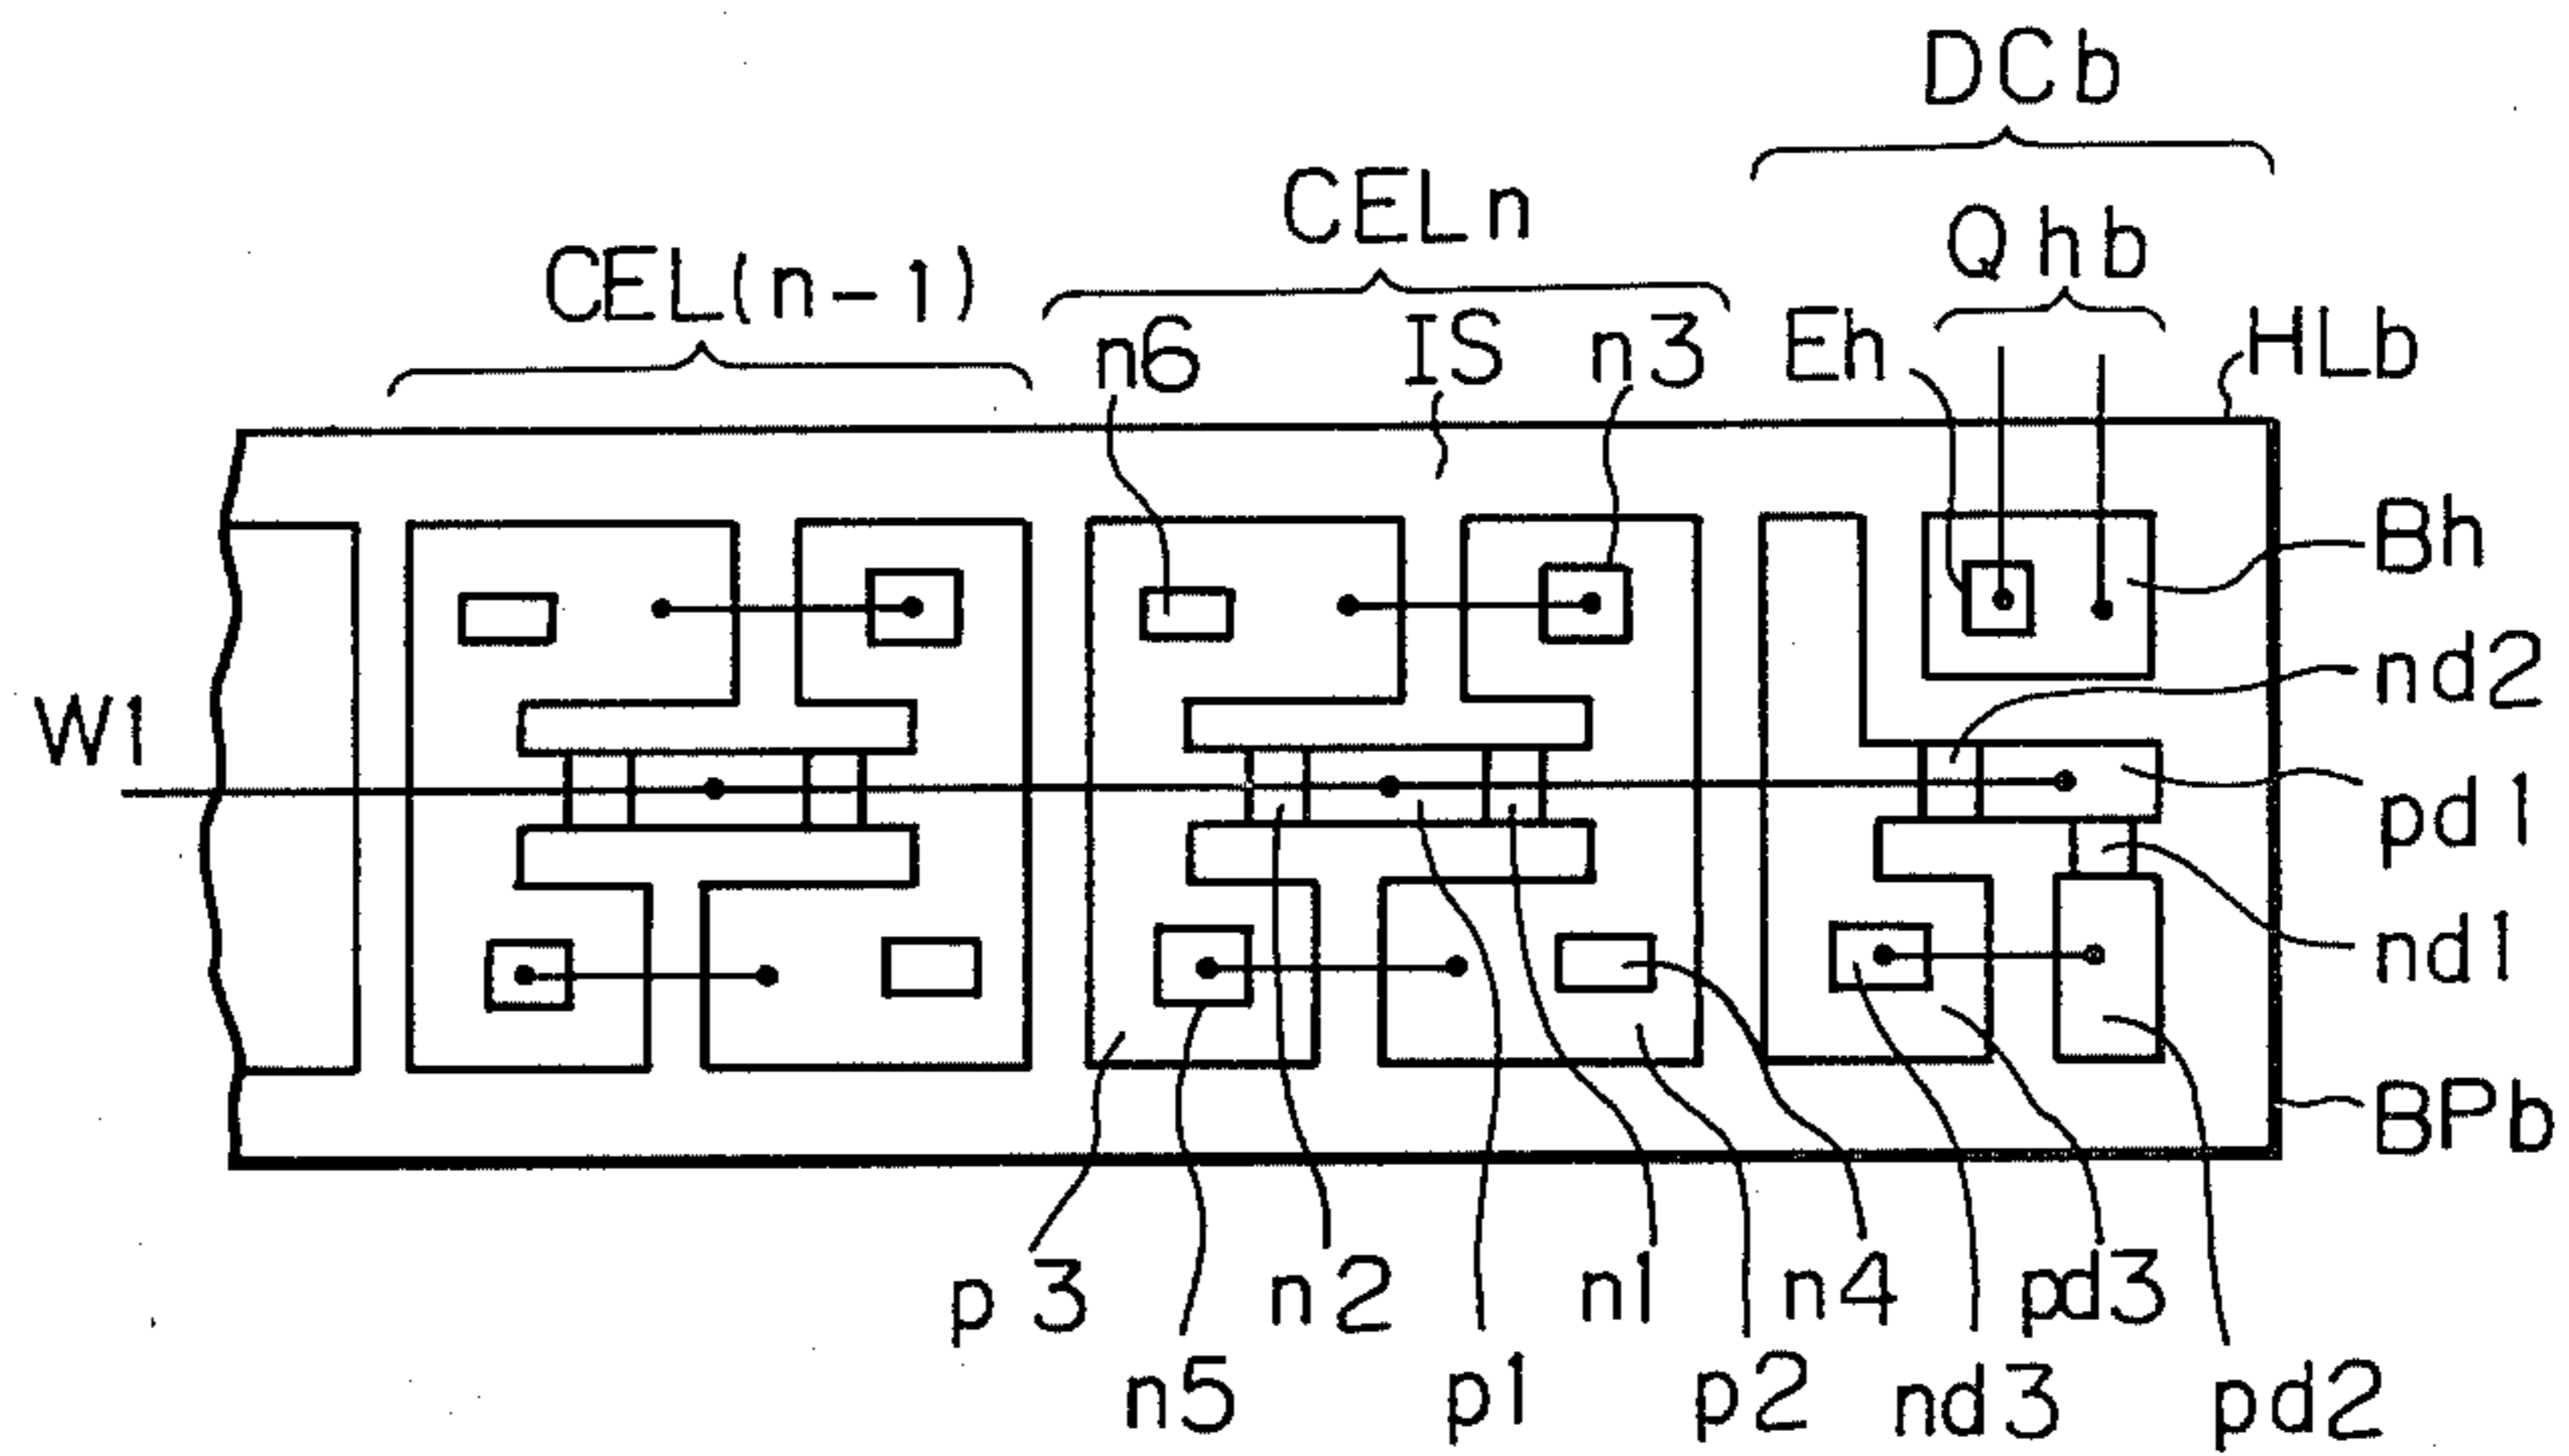 DCb
CELn
Qhb
CEL(n-1)
n6
IS
n3
Eh
HLb
Bh
nd2
W1
pd1
nd1
BPb
p3
n2
n1
n4
pd3
n5
p1
p2
nd3
pd2